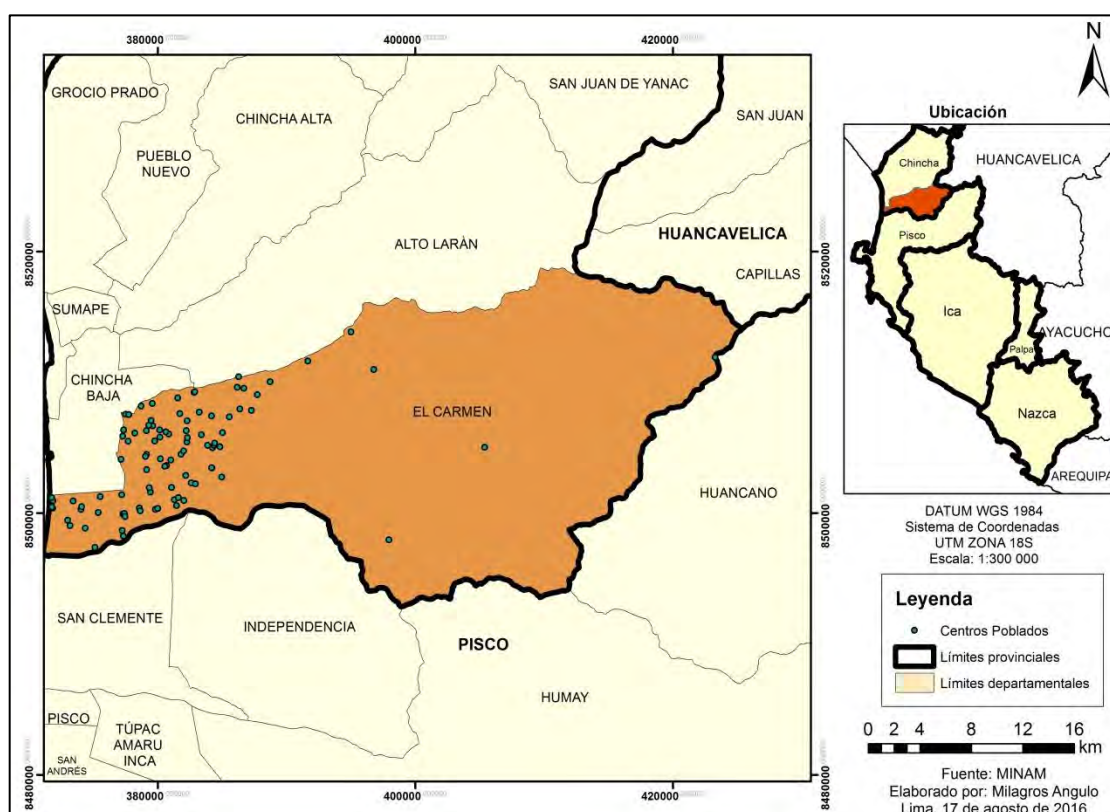 380000
400000
420000
N
GROCIO PRADO
PUEBLO
NUEVO
CHINCHA ALTA
SAN JUAN DE YANAC
SAN JUAN
ALTO LARÀN
HUANCAVELICA
CAPILLAS
SUMAPE
CHINCHA
BAJA
EL CARMEN
HUANCANO
SAN CLEMENTE
INDEPENDENCIA
PISCO
HUMAY
PISCO
TÚPAC
AMARU
INCA
SAN
ANDRÉS
8520000
8500000
8480000
8520000
8500000
8480000
380000
400000
420000
Ubicación
Chincha
HUANCAVELICA
Pisco
Ica
AYACUCHO
Palpa
Nazca
AREQUIPA
DATUM WGS 1984
Sistema de Coordenadas
UTM ZONA 18S
Escala: 1:300 000
Leyenda
Centros Poblados
Límites provinciales
Límites departamentales
0 2 4 8 12 16
km
Fuente: MINAM
Elaborado por: Milagros Angulo
Lima, 17 de agosto de 2016